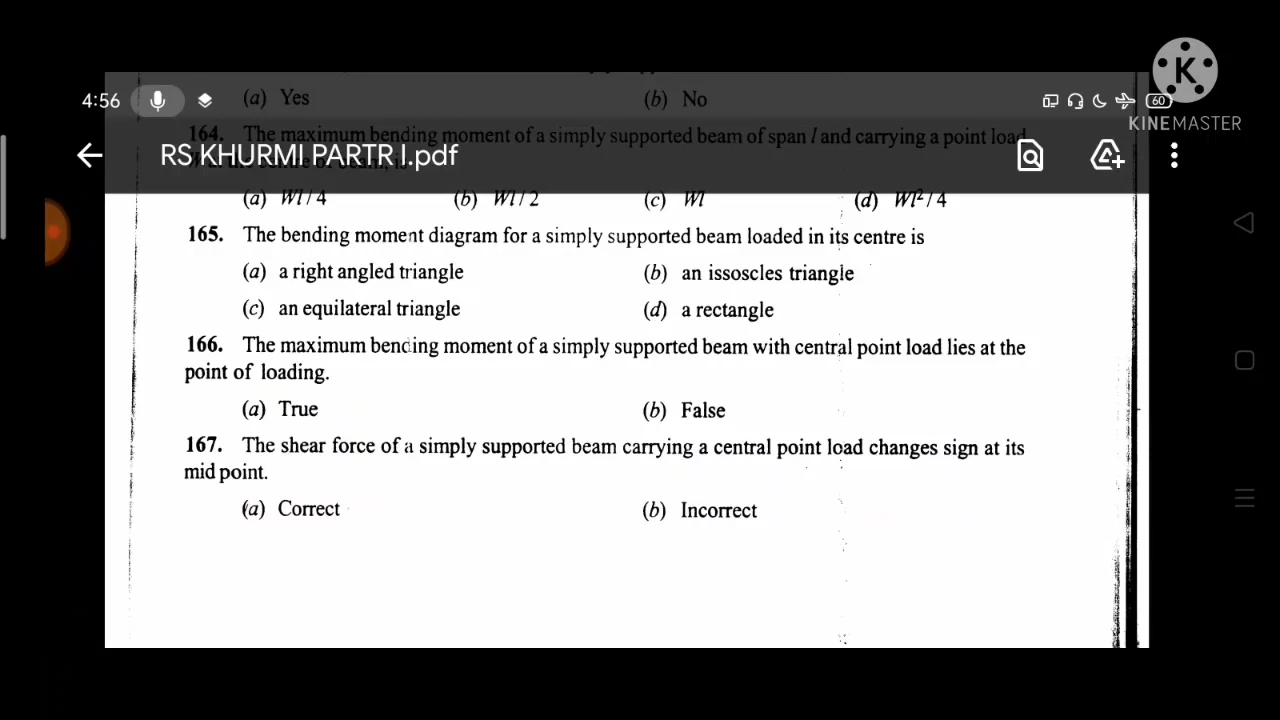 (a) Yes (b) No
4:56 60
KINEMASTER
164. The maximum bending moment of a simply supported beam of span l and carrying a point load
RS KHURMI PARTR I.pdf
(a) Wl/4 (b) Wl/2 (c) Wl (d) Wl²/4
165. The bending moment diagram for a simply supported beam loaded in its centre is
(a) a right angled triangle (b) an issoscles triangle
(c) an equilateral triangle (d) a rectangle
166. The maximum bending moment of a simply supported beam with central point load lies at the
point of loading.
(a) True (b) False
167. The shear force of a simply supported beam carrying a central point load changes sign at its
mid point.
(a) Correct (b) Incorrect